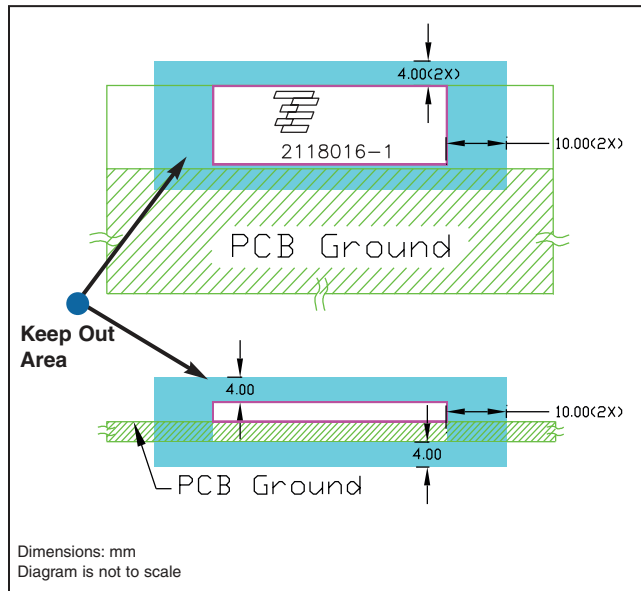 4.00(2X)
2118016-1
10.00(2X)
PCB Ground
Keep Out
Area
4.00
10.00(2X)
4.00
PCB Ground
Dimensions: mm
Diagram is not to scale